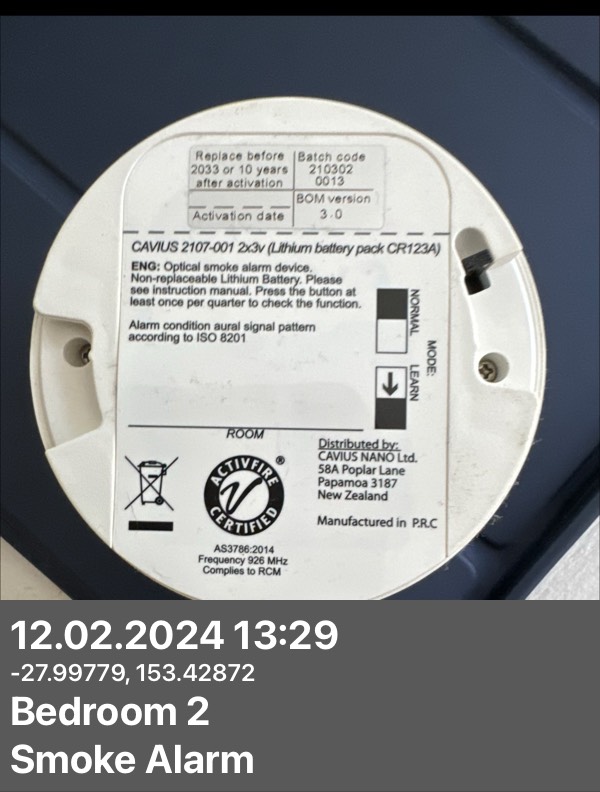 Replace before
2033 or 10 years
after activation
Activation date
Batch code
210302
0013
BOM version
3.0
CAVIUS 2107-001 2x3v (Lithium battery pack CR123A)
ENG: Optical smoke alarm device.
Non-replaceable Lithium Battery. Please
see instruction manual. Press the button at
least once per quarter to check the function.
Alarm condition aural signal pattern
according to ISO 8201
NORMAL
MODE:
LEARN
ROOM
ACTIVFIRE ®
CERTIFIED
AS3786:2014
Frequency 926 MHz
Complies to RCM
Distributed by:
CAVIUS NANO Ltd.
58A Poplar Lane
Papamoa 3187
New Zealand
Manufactured in P.R.C
12.02.2024 13:29
-27.99779, 153.42872
Bedroom 2
Smoke Alarm